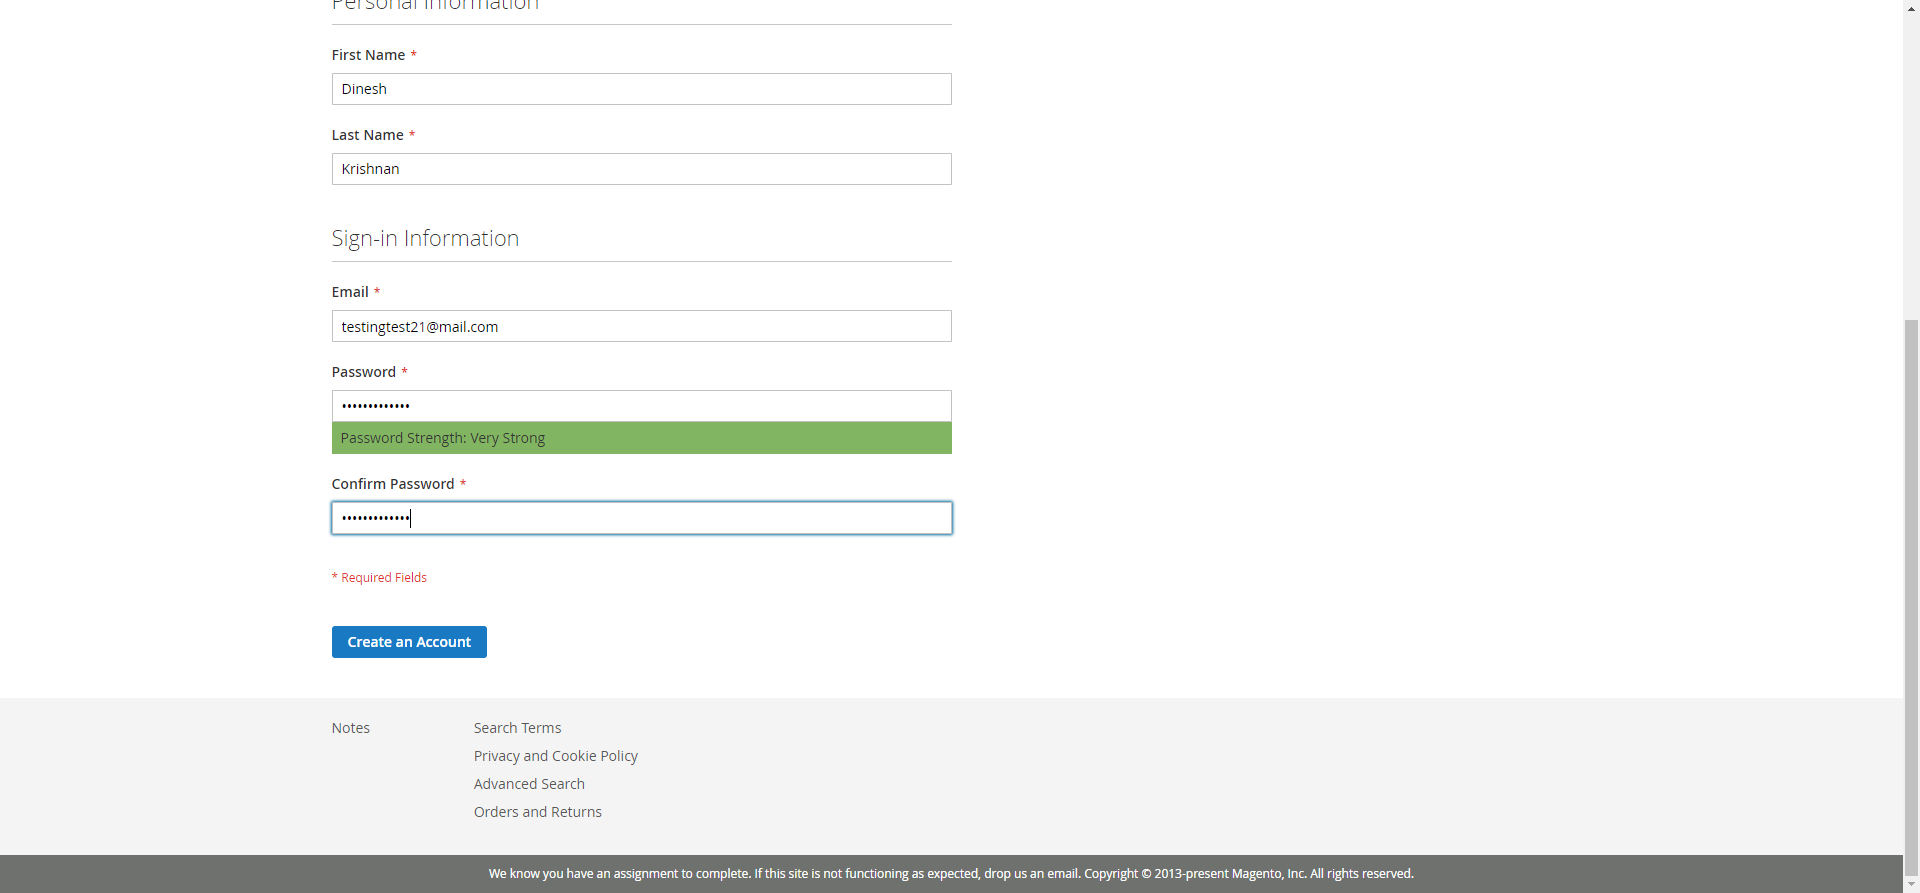 Personal Information
First Name *
Dinesh
Last Name *
Krishnan
Sign-in Information
Email *
testingtest21@mail.com
Password *
•••••••••••••
Password Strength: Very Strong
Confirm Password *
•••••••••••••
* Required Fields
Create an Account
Notes
Search Terms
Privacy and Cookie Policy
Advanced Search
Orders and Returns
We know you have an assignment to complete. If this site is not functioning as expected, drop us an email. Copyright © 2013-present Magento, Inc. All rights reserved.